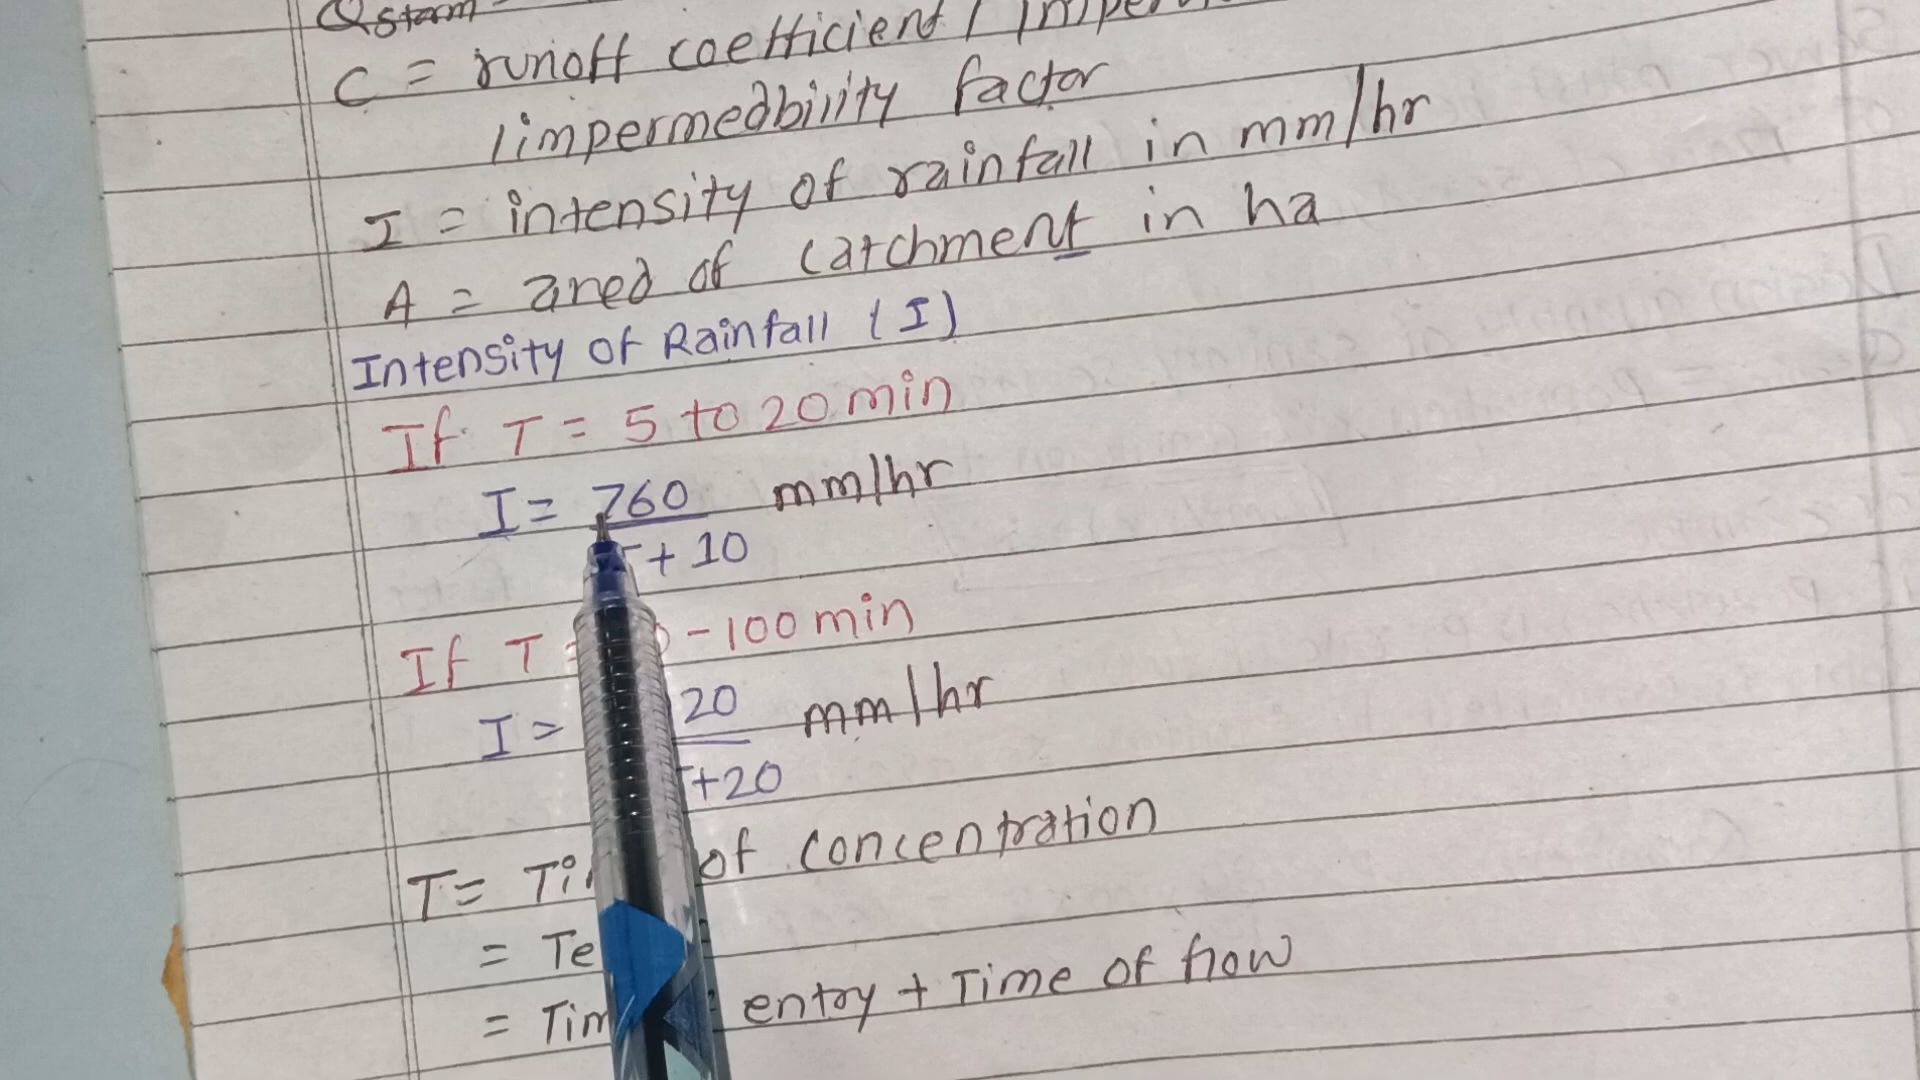 Qstorm
C = runoff coefficient /
/impermeability factor
I = intensity of rainfall in mm/hr
A = area of catchment in ha
Intensity of Rainfall (I)
If T = 5 to 20 min
I = 760 mm/hr
T + 10
If T = - 100 min
I = 20 mm/hr
+20
T = of concentration
= Te
= entry + Time of flow